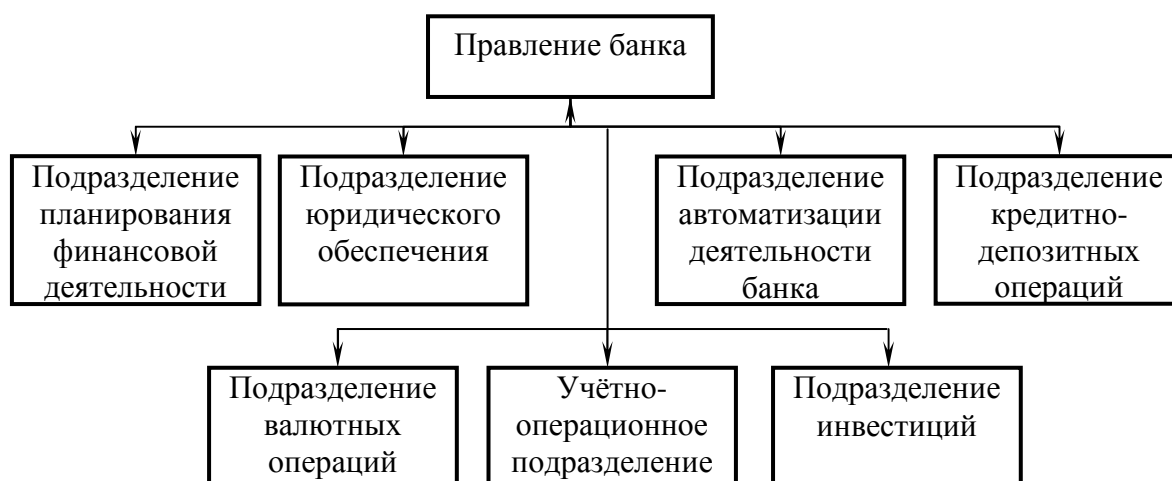 Правление банка
Подразделение
планирования
финансовой
деятельности
Подразделение
юридического
обеспечения
Подразделение
автоматизации
деятельности
банка
Подразделение
кредитно-
депозитных
операций
Подразделение
валютных
операций
Учётно-
операционное
подразделение
Подразделение
инвестиций